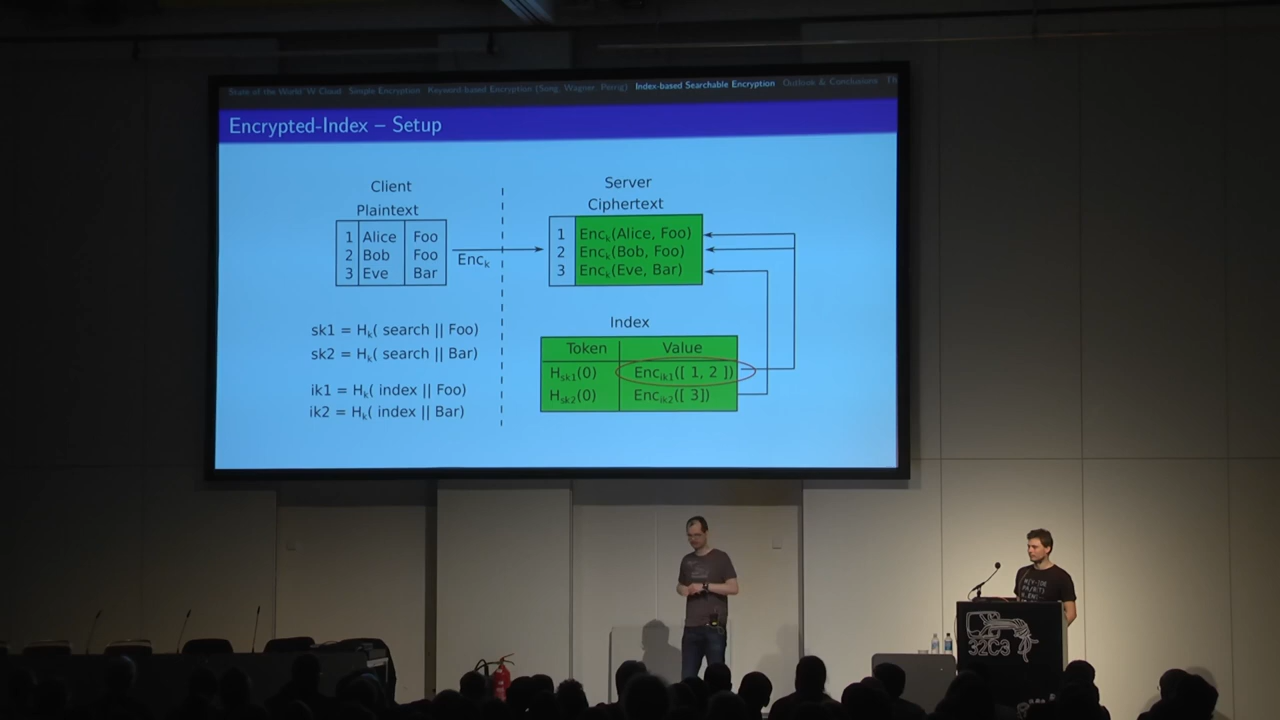 State of the World W Cloud Simple Encryption Keyword-based Encryption (Song, Wagner, Perrig) Index-based Searchable Encryption Outlook & Conclusions Th
Encrypted-Index – Setup
Client
Plaintext
1 Alice Foo
2 Bob Foo
3 Eve Bar
Enck
sk1 = Hk( search || Foo)
sk2 = Hk( search || Bar)
ik1 = Hk( index || Foo)
ik2 = Hk( index || Bar)
Server
Ciphertext
1 Enck(Alice, Foo)
2 Enck(Bob, Foo)
3 Enck(Eve, Bar)
Index
Token Value
Hsk1(0) Encik1([ 1, 2 ])
Hsk2(0) Encik2([ 3])
32C3